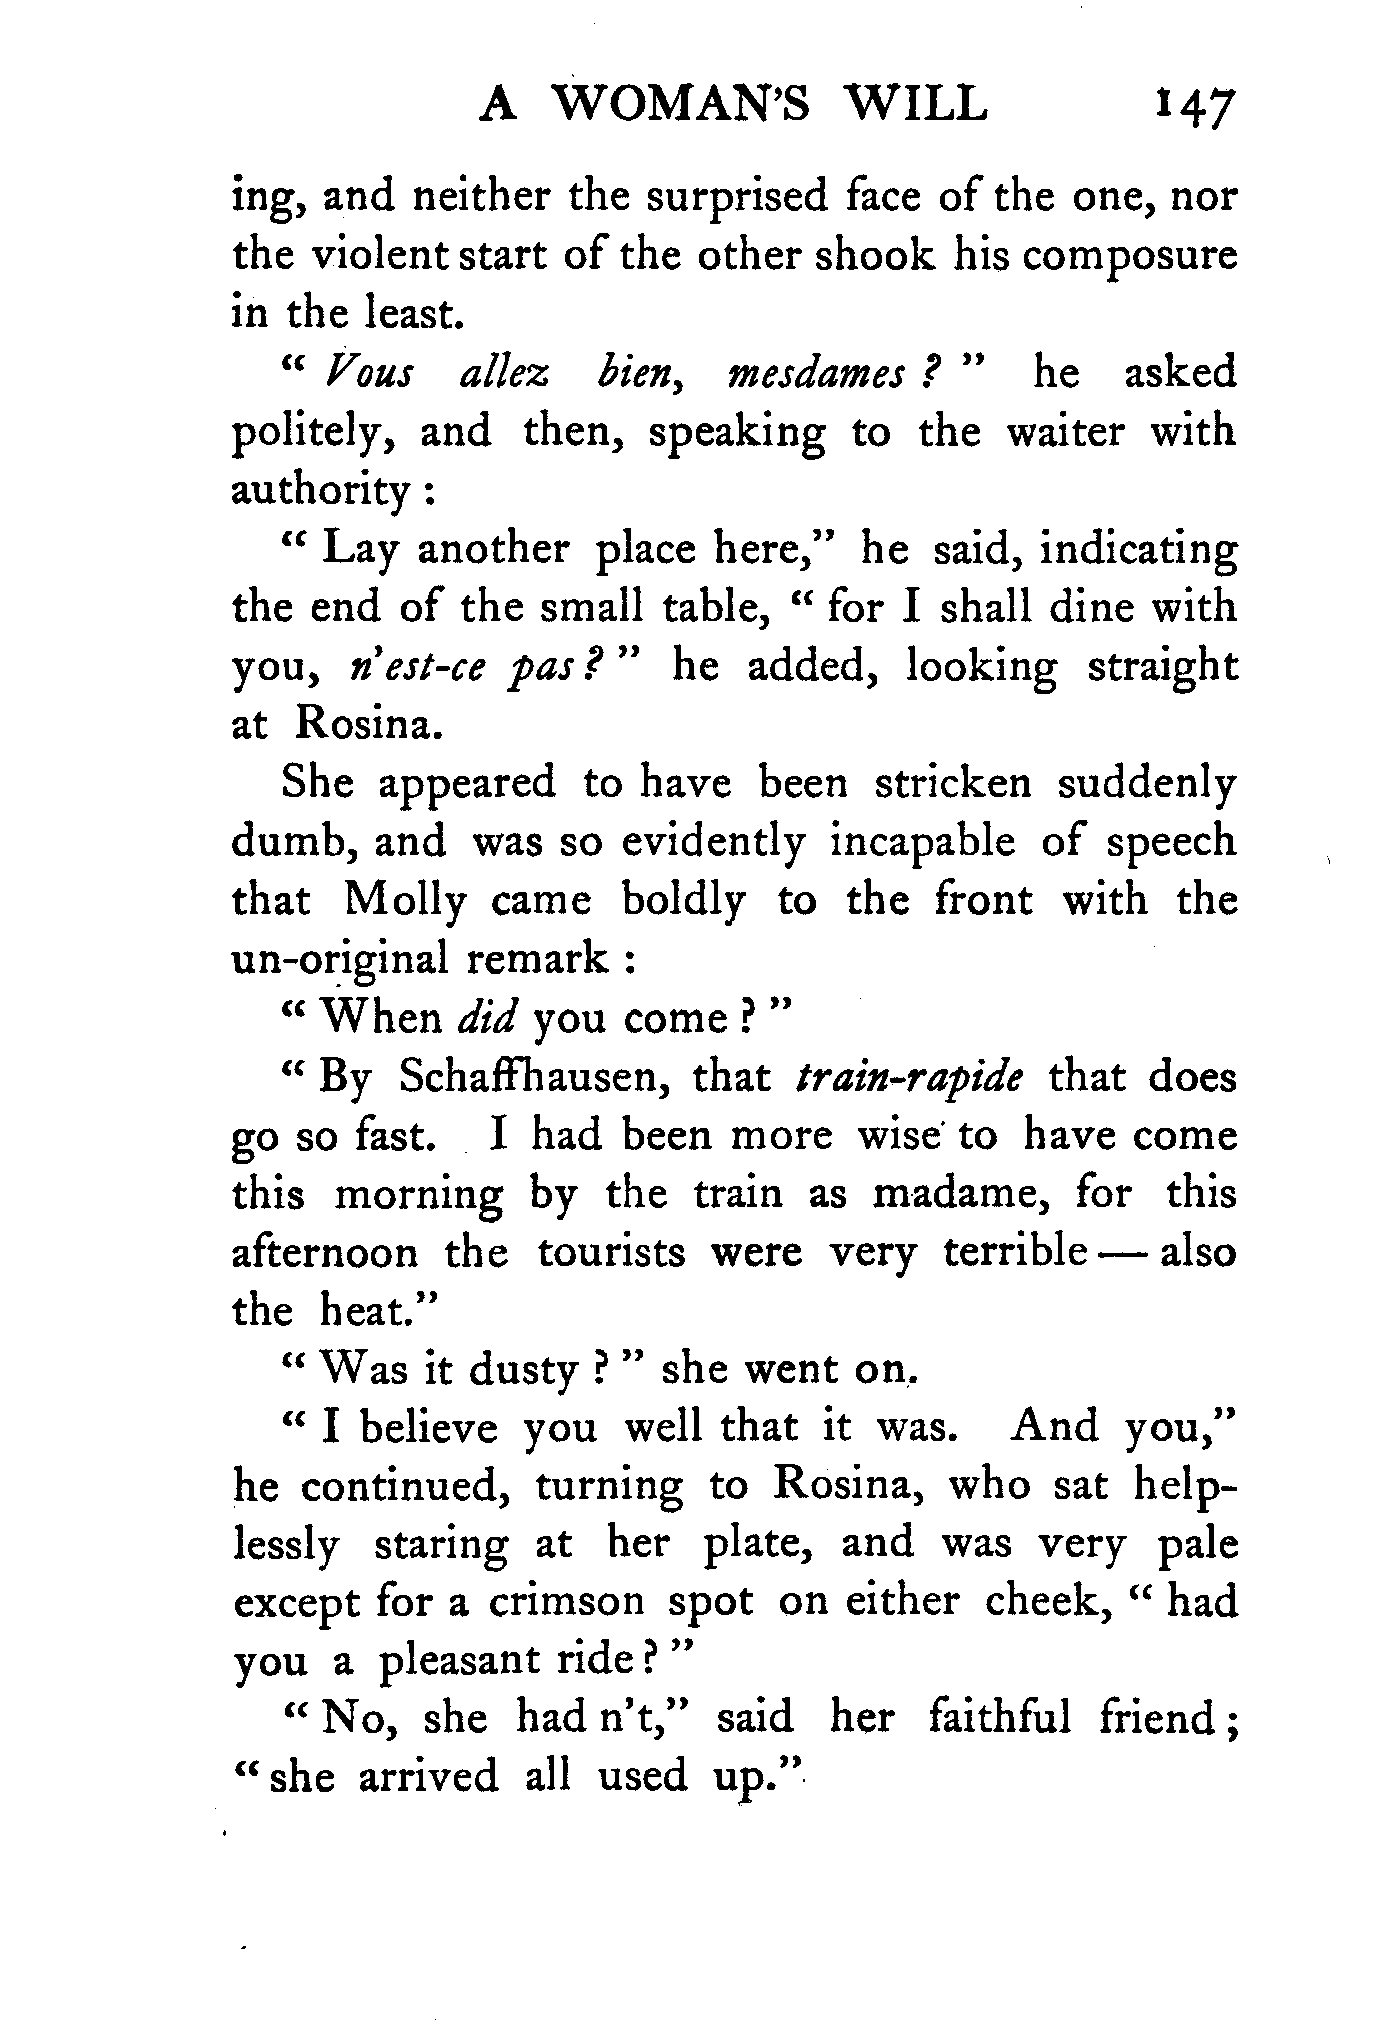 A WOMAN'S WILL 147
ing, and neither the surprised face of the one, nor
the violent start of the other shook his composure
in the least.
“ Vous allez bien, mesdames ? ” he asked
politely, and then, speaking to the waiter with
authority :
“ Lay another place here,” he said, indicating
the end of the small table, “ for I shall dine with
you, n'est-ce pas ? ” he added, looking straight
at Rosina.
She appeared to have been stricken suddenly
dumb, and was so evidently incapable of speech
that Molly came boldly to the front with the
un-original remark :
“ When did you come ? ”
“ By Schaffhausen, that train-rapide that does
go so fast. I had been more wise to have come
this morning by the train as madame, for this
afternoon the tourists were very terrible — also
the heat.”
“ Was it dusty ? ” she went on.
“ I believe you well that it was. And you,”
he continued, turning to Rosina, who sat help-
lessly staring at her plate, and was very pale
except for a crimson spot on either cheek, “ had
you a pleasant ride ? ”
“ No, she had n't,” said her faithful friend ;
“ she arrived all used up.”